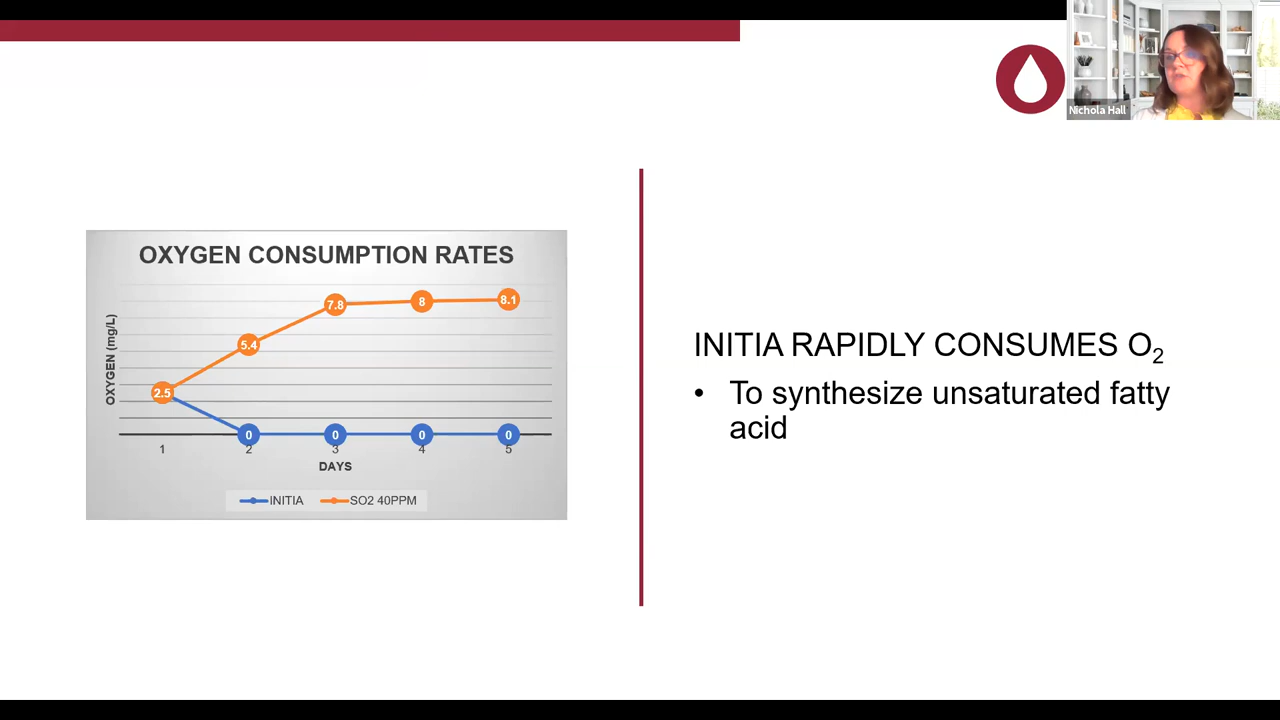 Nichola Hall
OXYGEN CONSUMPTION RATES
OXYGEN (mg/L)
7.8
8
8.1
5.4
2.5
0
0
0
0
1
2
3
4
5
DAYS
INITIA
SO2 40PPM
INITIA RAPIDLY CONSUMES O₂
• To synthesize unsaturated fatty
acid